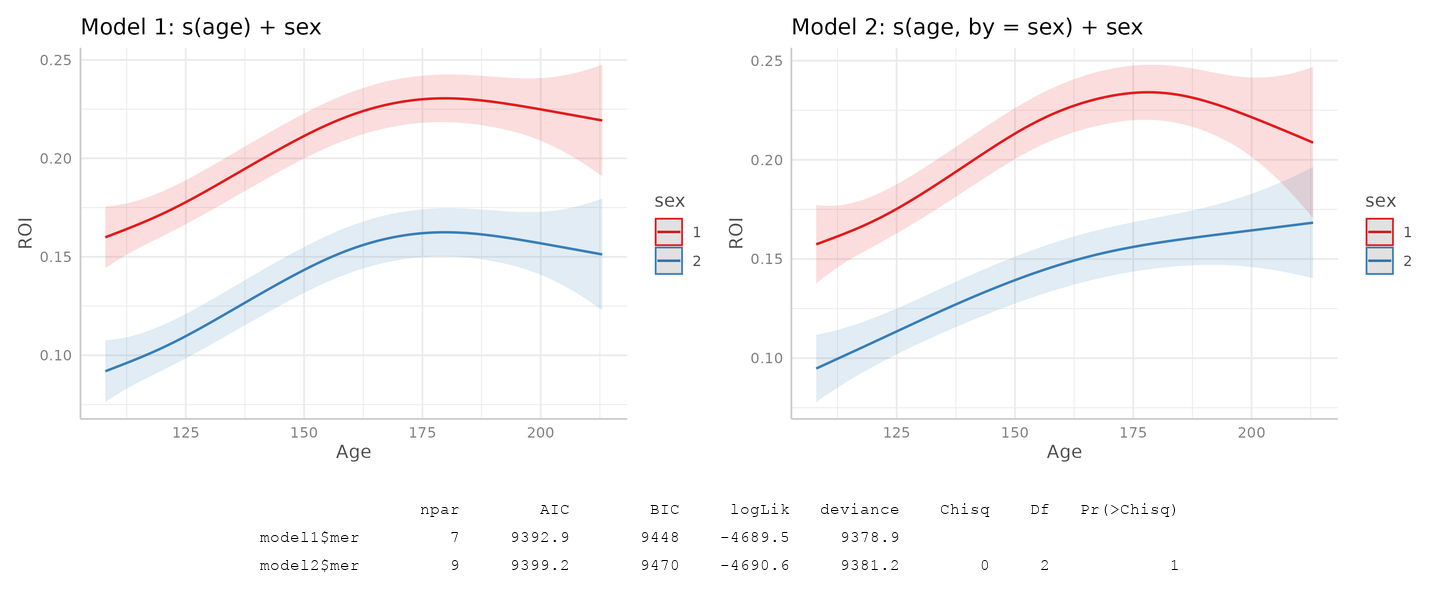 Model 1: s(age) + sex
0.25
0.20
0.15
0.10
ROI
125 150 175 200
Age
sex
1
2
Model 2: s(age, by = sex) + sex
0.25
0.20
0.15
0.10
ROI
125 150 175 200
Age
sex
1
2
npar AIC BIC logLik deviance Chisq Df Pr(>Chisq)
model1$mer 7 9392.9 9448 -4689.5 9378.9
model2$mer 9 9399.2 9470 -4690.6 9381.2 0 2 1